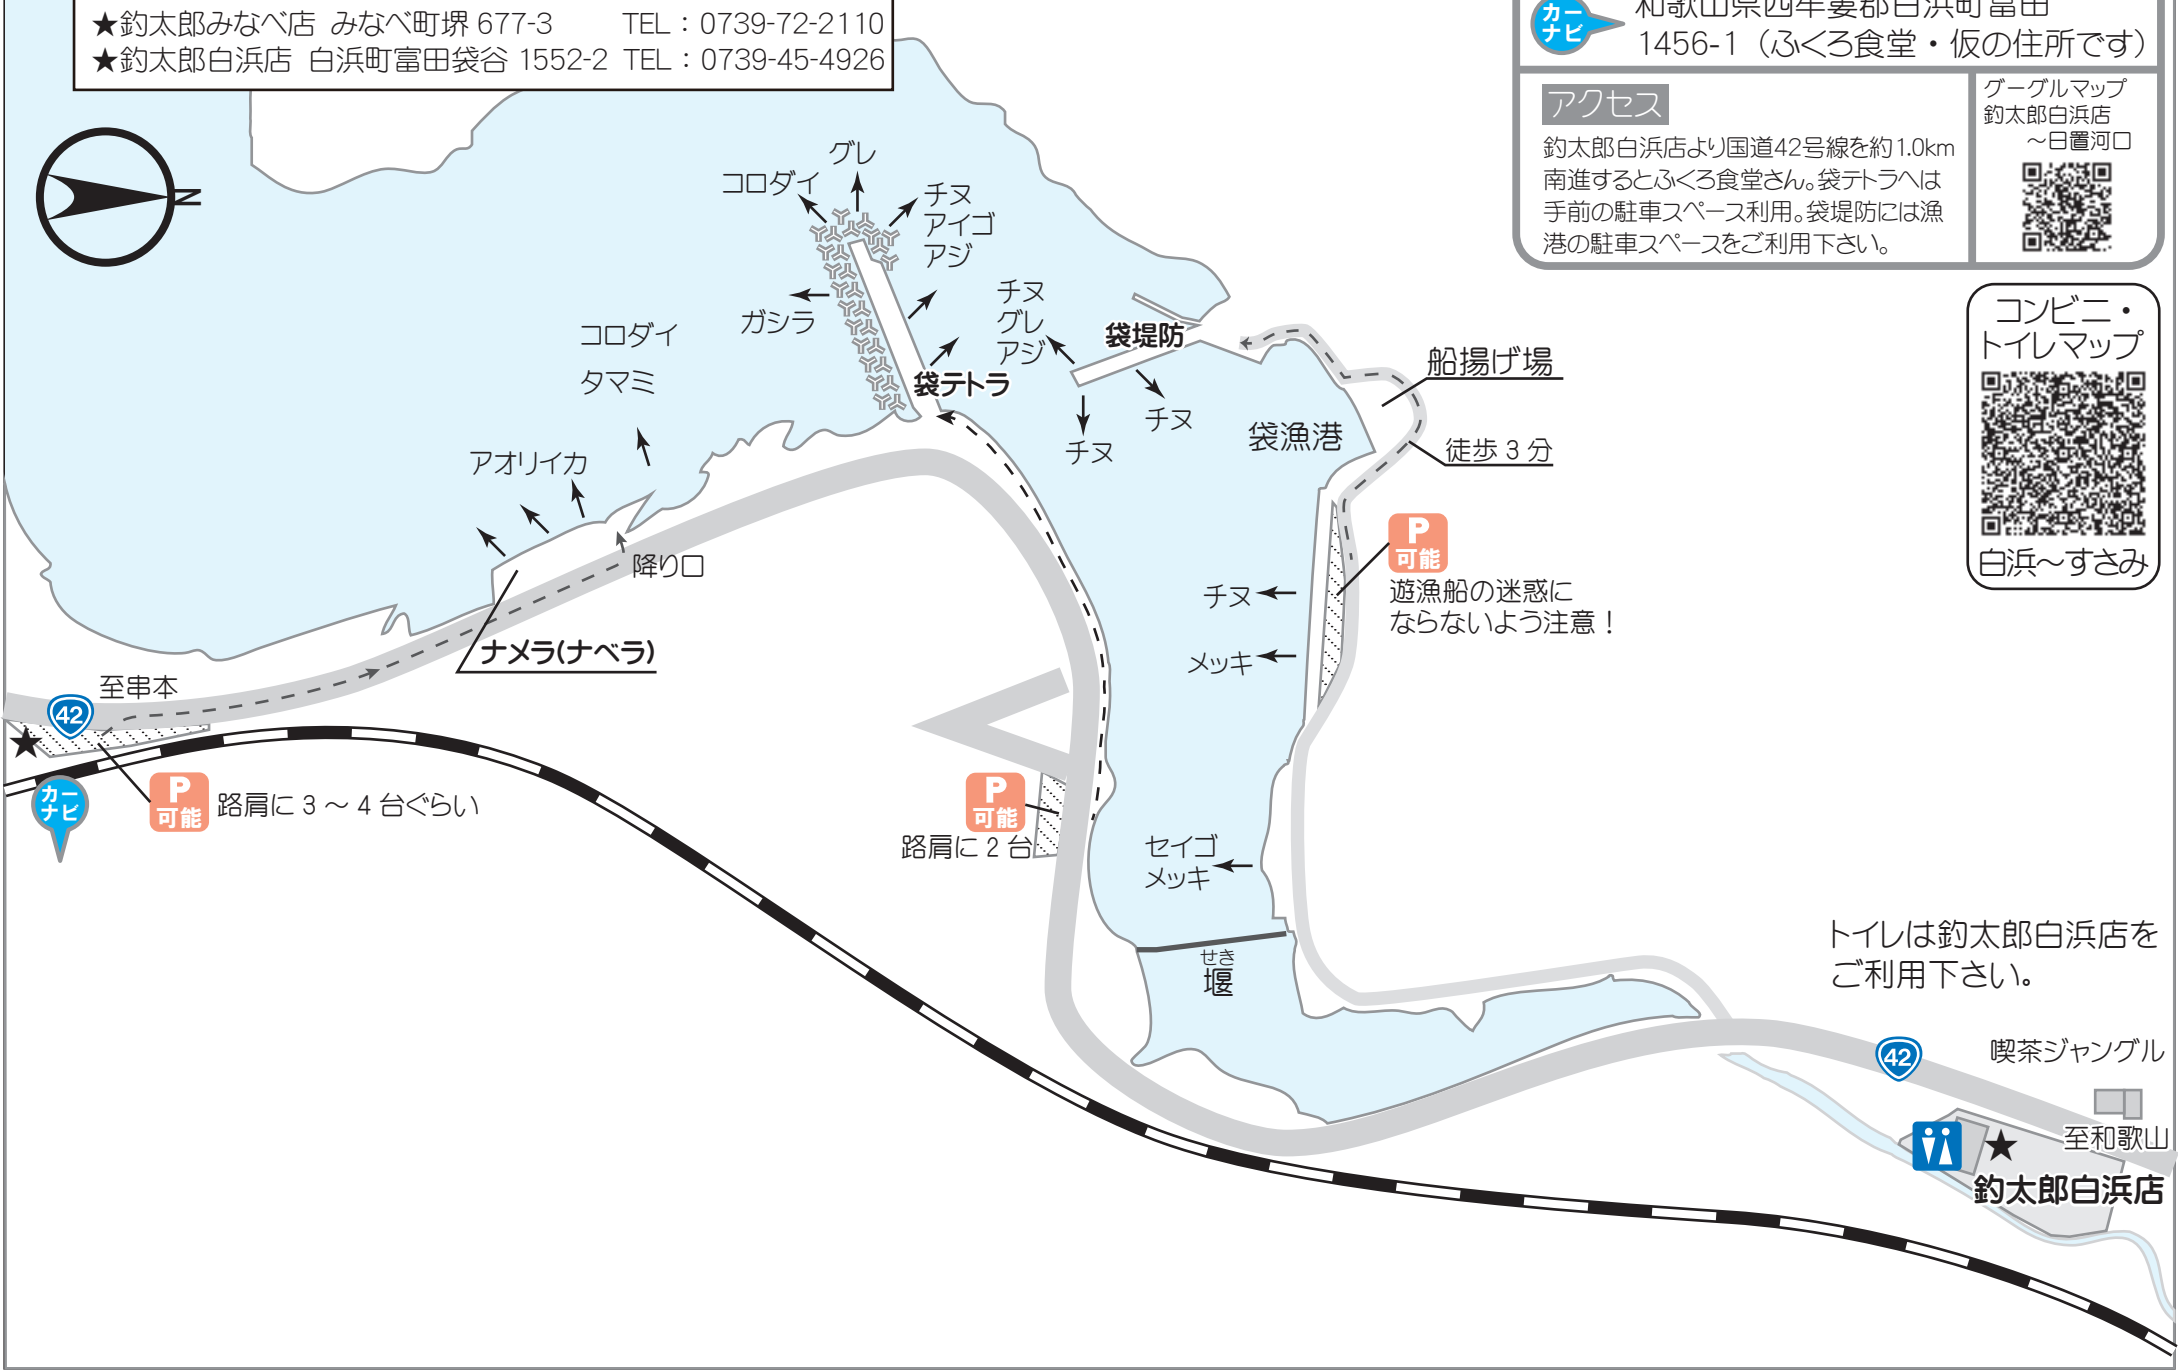 ★釣太郎みなべ店 みなべ町堺 677-3 TEL：0739-72-2110
★釣太郎白浜店 白浜町富田袋谷 1552-2 TEL：0739-45-4926
カー
ナビ
和歌山県西牟婁郡白浜町富田
1456-1（ふくろ食堂・仮の住所です）
アクセス
釣太郎白浜店より国道42号線を約1.0km
南進するとふくろ食堂さん。袋テトラへは
手前の駐車スペース利用。袋堤防には漁
港の駐車スペースをご利用下さい。
グーグルマップ
釣太郎白浜店
～日置河口
コンビニ・
トイレマップ
白浜～すさみ
N
グレ
コロダイ
チヌ
アイゴ
アジ
ガシラ
コロダイ
タマミ
袋テトラ
チヌ
グレ
アジ
袋堤防
チヌ
チヌ
袋漁港
船揚げ場
徒歩 3 分
アオリイカ
降り口
ナメラ(ナベラ)
P
可能
遊漁船の迷惑に
ならないよう注意！
チヌ
メッキ
至串本
42
カー
ナビ
P
可能
路肩に 3 ～ 4 台ぐらい
P
可能
路肩に 2 台
セイゴ
メッキ
せき
堰
トイレは釣太郎白浜店を
ご利用下さい。
42
喫茶ジャングル
至和歌山
★
釣太郎白浜店